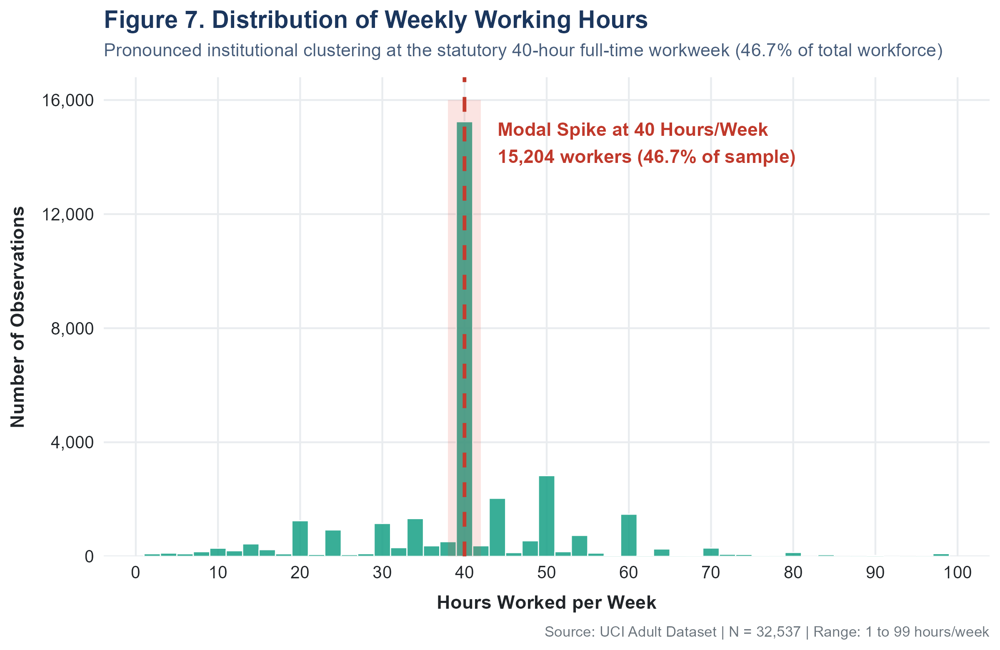 Figure 7. Distribution of Weekly Working Hours
Pronounced institutional clustering at the statutory 40-hour full-time workweek (46.7% of total workforce)
Modal Spike at 40 Hours/Week
15,204 workers (46.7% of sample)
Number of Observations
16,000
12,000
8,000
4,000
0
0 10 20 30 40 50 60 70 80 90 100
Hours Worked per Week
Source: UCI Adult Dataset | N = 32,537 | Range: 1 to 99 hours/week